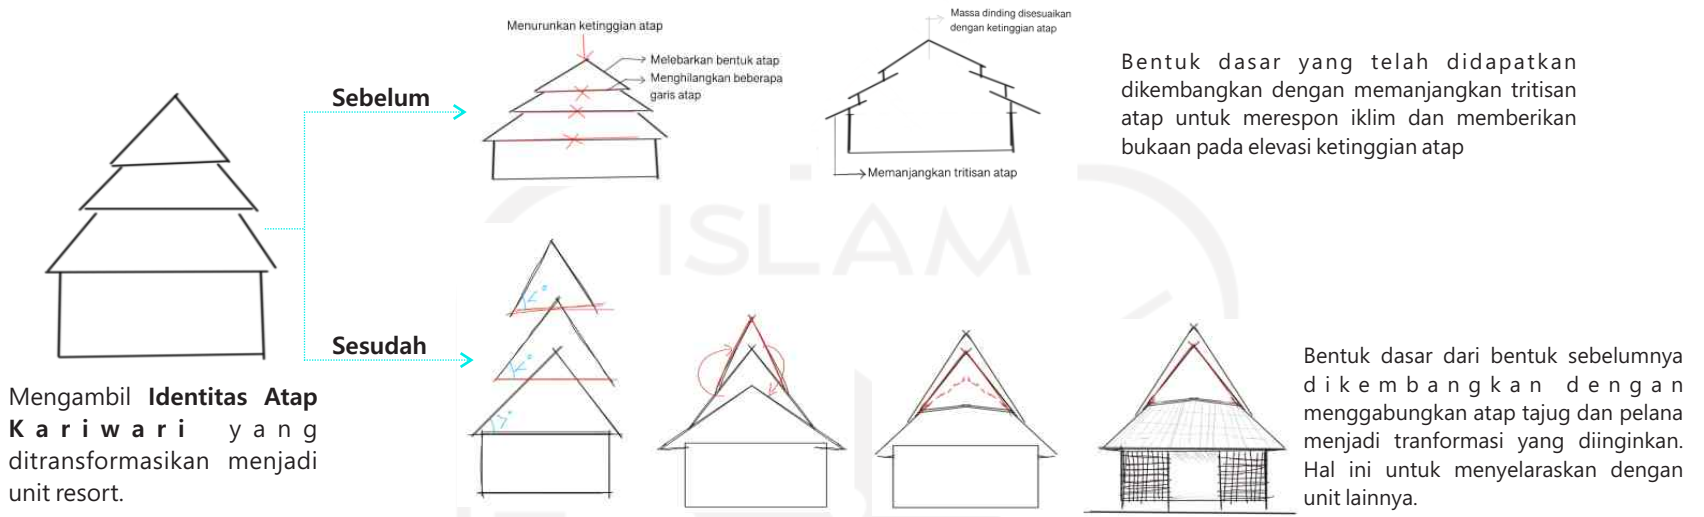 Menurunkan ketinggian atap
Melebarkan bentuk atap
Menghilangkan beberapa
garis atap
Massa dinding disesuaikan
dengan ketinggian atap
Memanjangkan tritisan atap
Bentuk dasar yang telah didapatkan
dikembangkan dengan memanjangkan tritisan
atap untuk merespon iklim dan memberikan
bukaan pada elevasi ketinggian atap
Sebelum
ISLAM
Sesudah
Mengambil Identitas Atap
Kariwari yang
ditransformasikan menjadi
unit resort.
Bentuk dasar dari bentuk sebelumnya
dikembangkan dengan
menggabungkan atap tajug dan pelana
menjadi tranformasi yang diinginkan.
Hal ini untuk menyelaraskan dengan
unit lainnya.